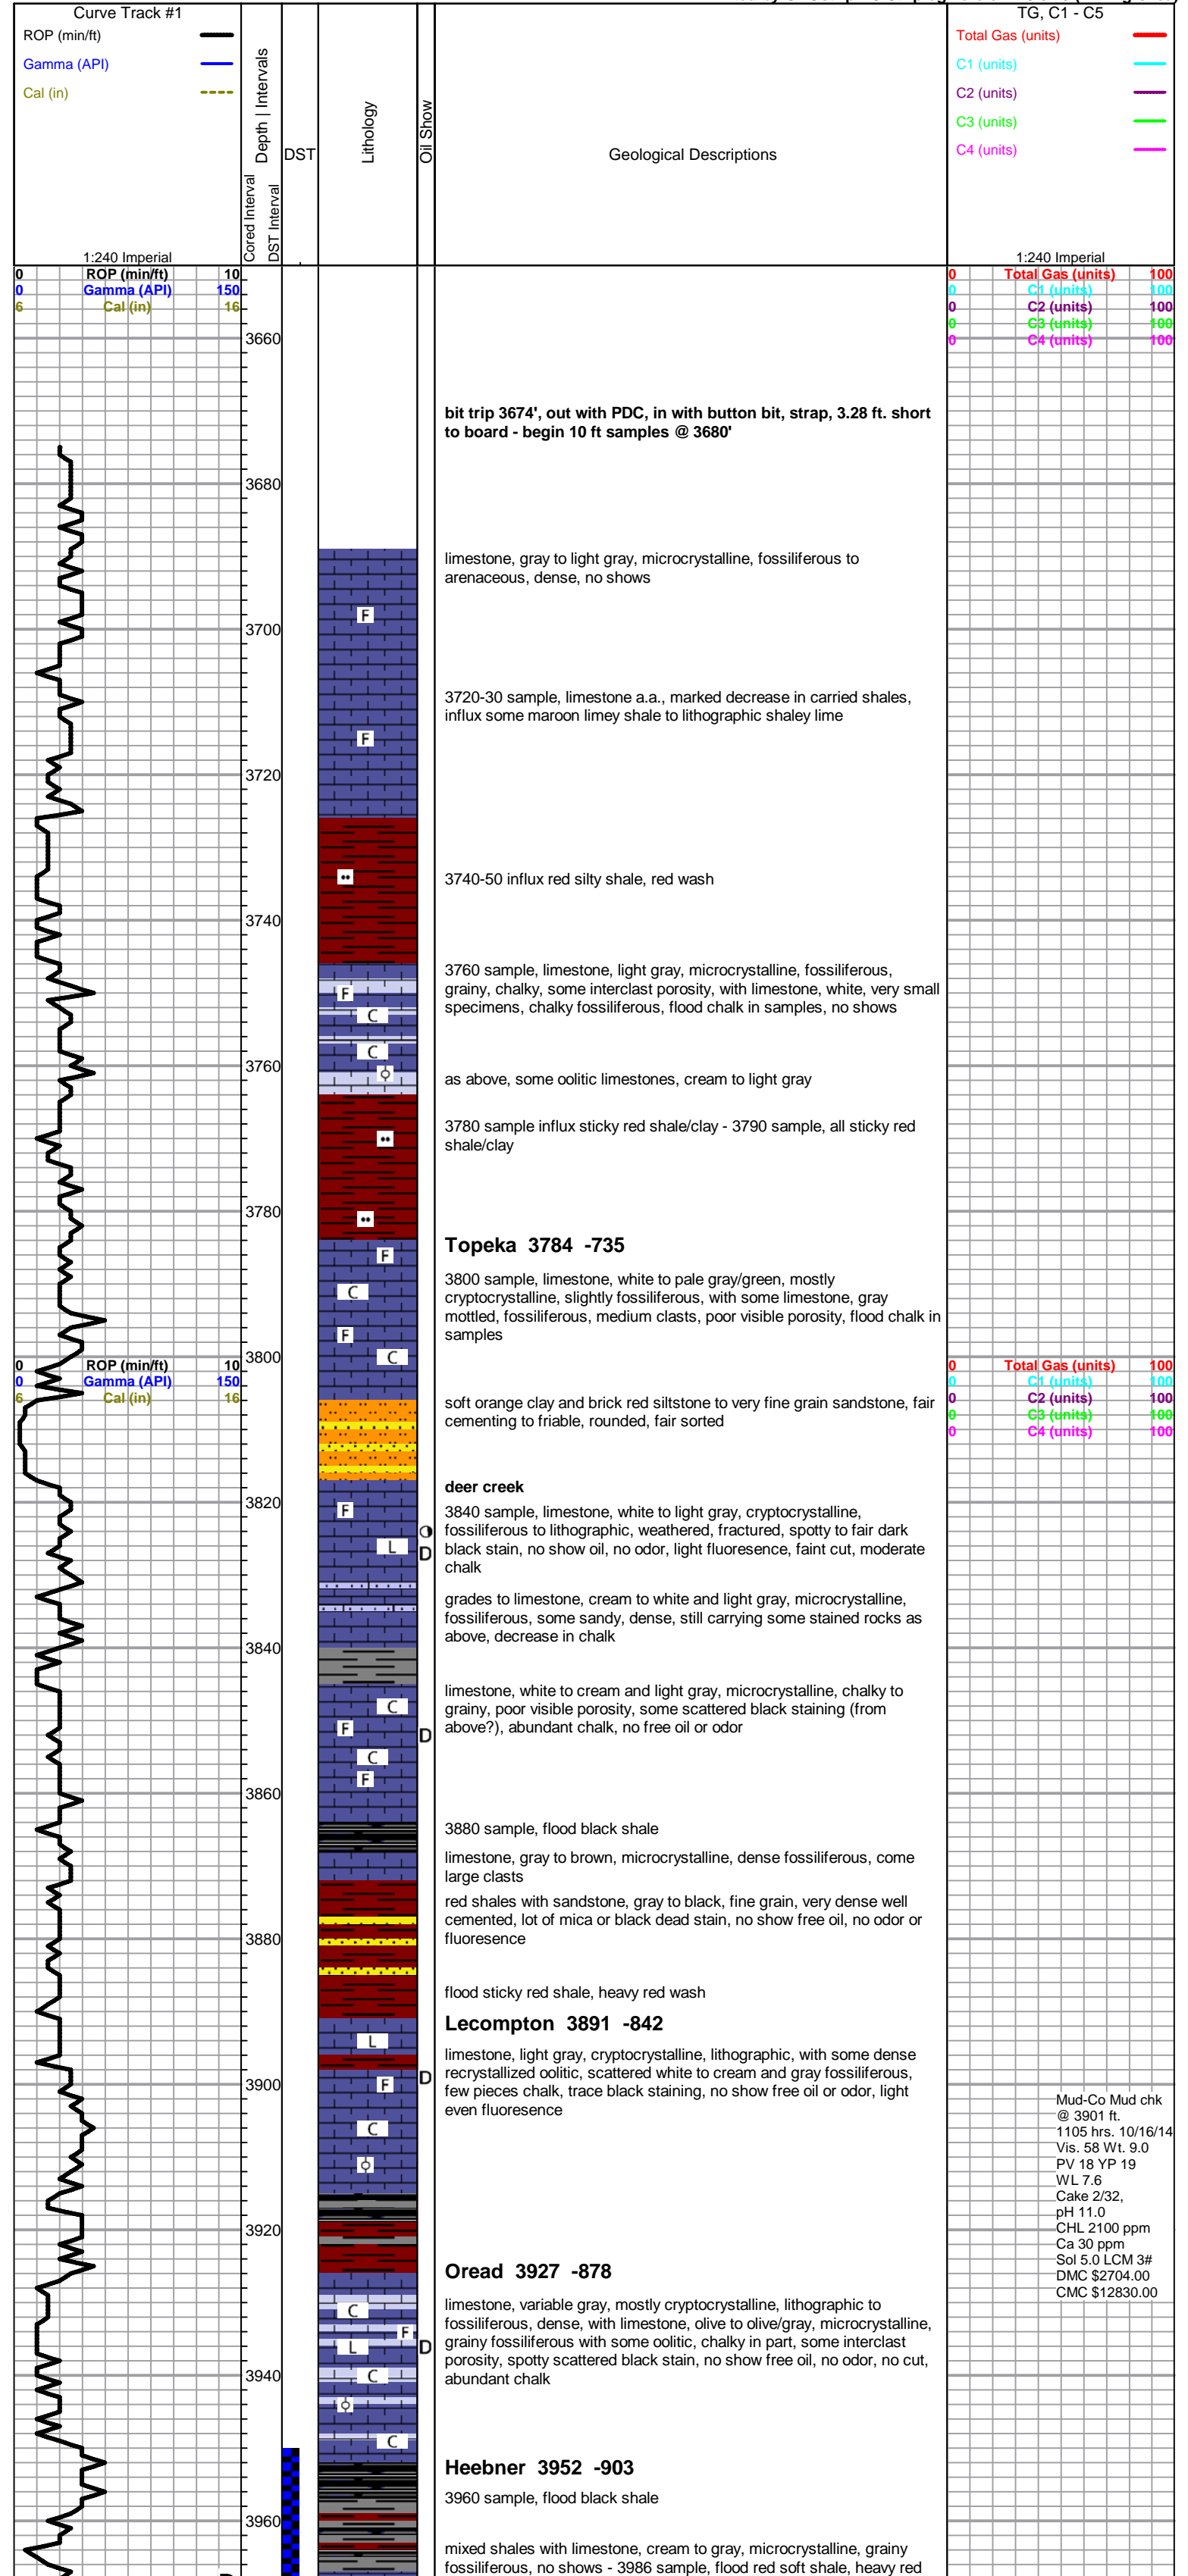 Curve Track #1
ROP (min/ft)
Gamma (API)
Cal (in)
1:240 Imperial
Depth | Intervals
Cored Interval
DST Interval
DST
Lithology
Oil Show
Geological Descriptions
TG, C1 - C5
Total Gas (units)
C1 (units)
C2 (units)
C3 (units)
C4 (units)
1:240 Imperial
0 ROP (min/ft) 10
0 Gamma (API) 150
6 Cal (in) 16
0 Total Gas (units) 100
0 C1 (units) 100
0 C2 (units) 100
0 C3 (units) 100
0 C4 (units) 100
3660
bit trip 3674', out with PDC, in with button bit, strap, 3.28 ft. short
to board - begin 10 ft samples @ 3680'
3680
limestone, gray to light gray, microcrystalline, fossiliferous to
arenaceous, dense, no shows
F
3700
3720-30 sample, limestone a.a., marked decrease in carried shales,
influx some maroon limey shale to lithographic shaley lime
F
3720
3740-50 influx red silty shale, red wash
3740
3760 sample, limestone, light gray, microcrystalline, fossiliferous,
grainy, chalky, some interclast porosity, with limestone, white, very small
specimens, chalky fossiliferous, flood chalk in samples, no shows
F
C
C
3760
as above, some oolitic limestones, cream to light gray
3780 sample influx sticky red shale/clay - 3790 sample, all sticky red
shale/clay
3780
Topeka 3784 -735
F
3800 sample, limestone, white to pale gray/green, mostly
cryptocrystalline, slightly fossiliferous, with some limestone, gray
mottled, fossiliferous, medium clasts, poor visible porosity, flood chalk in
samples
C
F
C
3800
0 ROP (min/ft) 10
0 Gamma (API) 150
6 Cal (in) 16
0 Total Gas (units) 100
0 C1 (units) 100
0 C2 (units) 100
0 C3 (units) 100
0 C4 (units) 100
soft orange clay and brick red siltstone to very fine grain sandstone, fair
cementing to friable, rounded, fair sorted
deer creek
3820
F
3840 sample, limestone, white to light gray, cryptocrystalline,
fossiliferous to lithographic, weathered, fractured, spotty to fair dark
black stain, no show oil, no odor, light fluoresence, faint cut, moderate
chalk
L
D
grades to limestone, cream to white and light gray, microcrystalline,
fossiliferous, some sandy, dense, still carrying some stained rocks as
above, decrease in chalk
3840
limestone, white to cream and light gray, microcrystalline, chalky to
grainy, poor visible porosity, some scattered black staining (from
above?), abundant chalk, no free oil or odor
C
F
D
C
F
3860
3880 sample, flood black shale
limestone, gray to brown, microcrystalline, dense fossiliferous, come
large clasts
red shales with sandstone, gray to black, fine grain, very dense well
cemented, lot of mica or black dead stain, no show free oil, no odor or
fluoresence
3880
flood sticky red shale, heavy red wash
Lecompton 3891 -842
L
limestone, light gray, cryptocrystalline, lithographic, with some dense
recrystallized oolitic, scattered white to cream and gray fossiliferous,
few pieces chalk, trace black staining, no show free oil or odor, light
even fluoresence
D
F
3900
C
Mud-Co Mud chk
@ 3901 ft.
1105 hrs. 10/16/14
Vis. 58 Wt. 9.0
PV 18 YP 19
WL 7.6
Cake 2/32,
pH 11.0
CHL 2100 ppm
Ca 30 ppm
Sol 5.0 LCM 3#
DMC $2704.00
CMC $12830.00
3920
Oread 3927 -878
limestone, variable gray, mostly cryptocrystalline, lithographic to
fossiliferous, dense, with limestone, olive to olive/gray, microcrystalline,
grainy fossiliferous with some oolitic, chalky in part, some interclast
porosity, spotty scattered black stain, no show free oil, no odor, no cut,
abundant chalk
C
F
L
D
C
3940
C
Heebner 3952 -903
3960 sample, flood black shale
3960
mixed shales with limestone, cream to gray, microcrystalline, grainy
fossiliferous, no shows - 3986 sample, flood red soft shale, heavy red